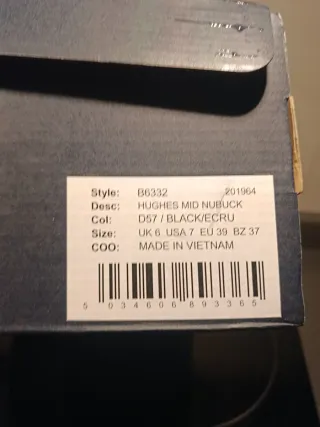 Style: B6332 201964
Desc: HUGHES MID NUBUCK
Col: D57 / BLACK/ECRU
Size: UK 6 USA 7 EU 39 BZ 37
COO: MADE IN VIETNAM
5 034606 893365